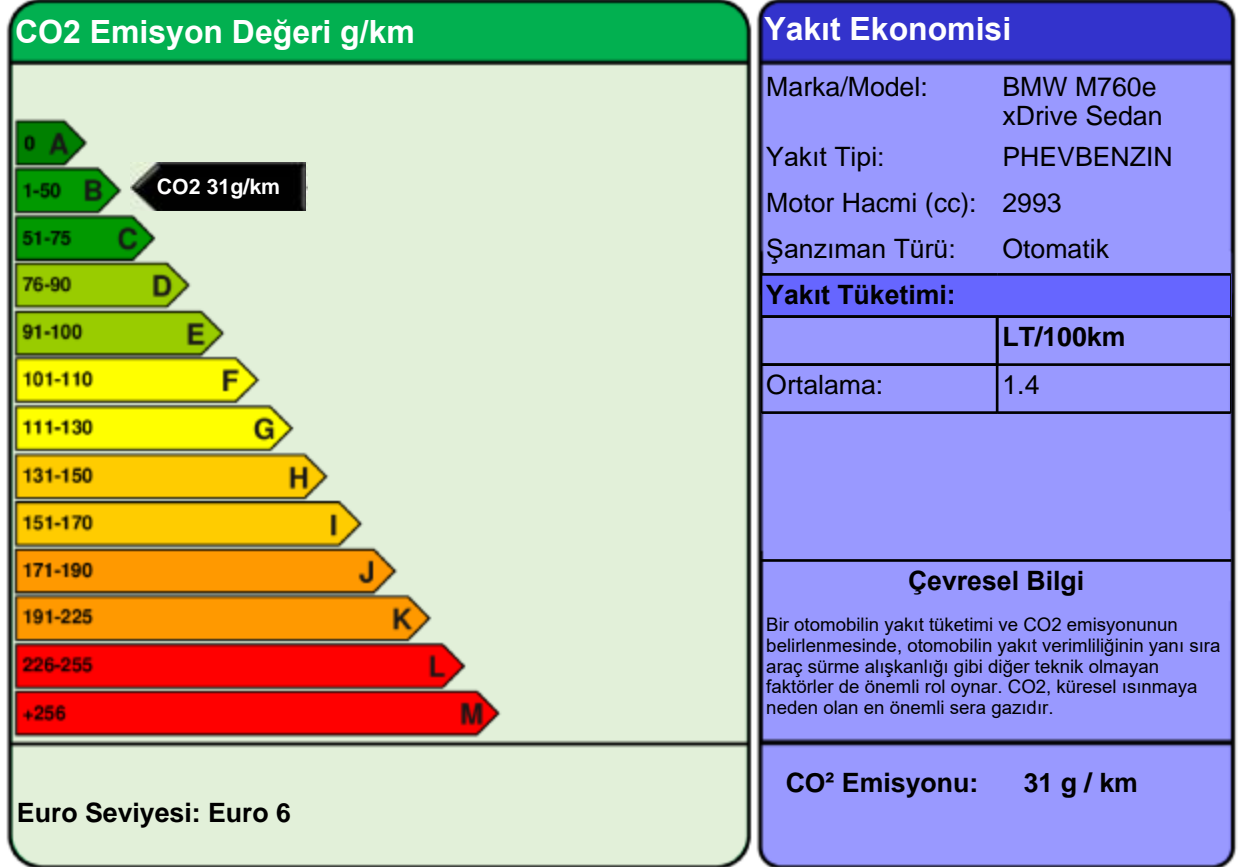 CO2 Emisyon Değeri g/km
0 A
1-50 B
CO2 31g/km
51-75 C
76-90 D
91-100 E
101-110 F
111-130 G
131-150 H
151-170 I
171-190 J
191-225 K
226-255 L
+256 M
Euro Seviyesi: Euro 6
Yakıt Ekonomisi
Marka/Model: BMW M760e
xDrive Sedan
Yakıt Tipi: PHEVBENZIN
Motor Hacmi (cc): 2993
Şanzıman Türü: Otomatik
Yakıt Tüketimi:
LT/100km
Ortalama: 1.4
Çevresel Bilgi
Bir otomobilin yakıt tüketimi ve CO2 emisyonunun
belirlenmesinde, otomobilin yakıt verimliliğinin yanı sıra
araç sürme alışkanlığı gibi diğer teknik olmayan
faktörler de önemli rol oynar. CO2, küresel ısınmaya
neden olan en önemli sera gazıdır.
CO² Emisyonu: 31 g / km